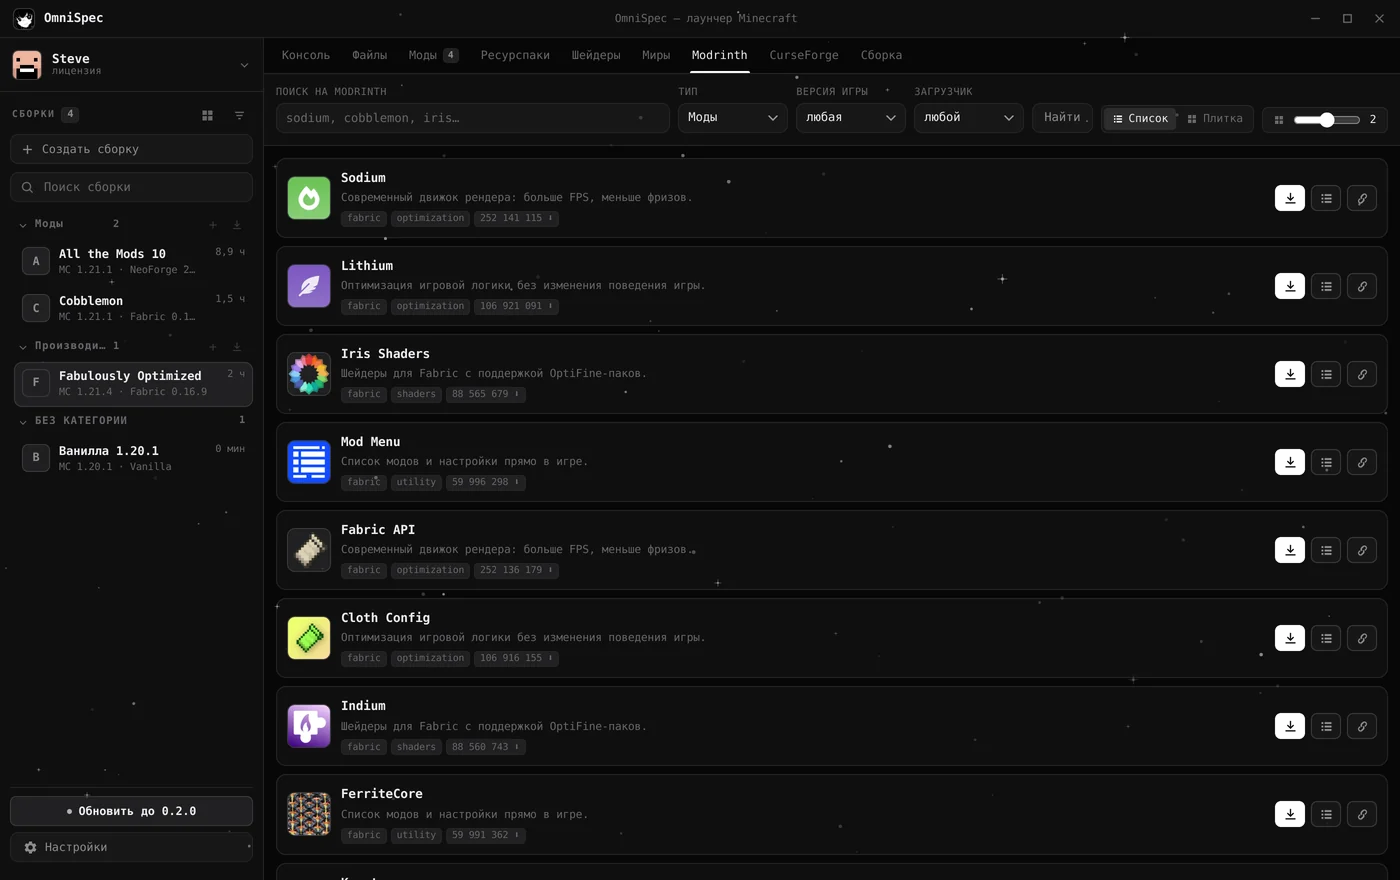 OmniSpec
OmniSpec — лаунчер Minecraft
Steve
лицензия
СБОРКИ 4
+ Создать сборку
Поиск сборки
Моды 2
A
All the Mods 10
8,9 ч
MC 1.21.1 · NeoForge 2…
C
Cobblemon
1,5 ч
MC 1.21.1 · Fabric 0.1…
Производи… 1
F
Fabulously Optimized
2 ч
MC 1.21.4 · Fabric 0.16.9
БЕЗ КАТЕГОРИИ 1
В
Ванилла 1.20.1
0 мин
MC 1.20.1 · Vanilla
Обновить до 0.2.0
Настройки
Консоль Файлы Моды 4 Ресурспаки Шейдеры Миры Modrinth CurseForge Сборка
ПОИСК НА MODRINTH ТИП ВЕРСИЯ ИГРЫ ЗАГРУЗЧИК
sodium, cobblemon, iris… Моды любая любой Найти Список Плитка 2
Sodium
Современный движок рендера: больше FPS, меньше фризов.
fabric optimization 252 141 115 ⬇
Lithium
Оптимизация игровой логики без изменения поведения игры.
fabric optimization 106 921 091 ⬇
Iris Shaders
Шейдеры для Fabric с поддержкой OptiFine-паков.
fabric shaders 88 565 679 ⬇
Mod Menu
Список модов и настройки прямо в игре.
fabric utility 59 996 298 ⬇
Fabric API
Современный движок рендера: больше FPS, меньше фризов.
fabric optimization 252 136 179 ⬇
Cloth Config
Оптимизация игровой логики без изменения поведения игры.
fabric optimization 106 916 155 ⬇
Indium
Шейдеры для Fabric с поддержкой OptiFine-паков.
fabric shaders 88 560 743 ⬇
FerriteCore
Список модов и настройки прямо в игре.
fabric utility 59 991 362 ⬇